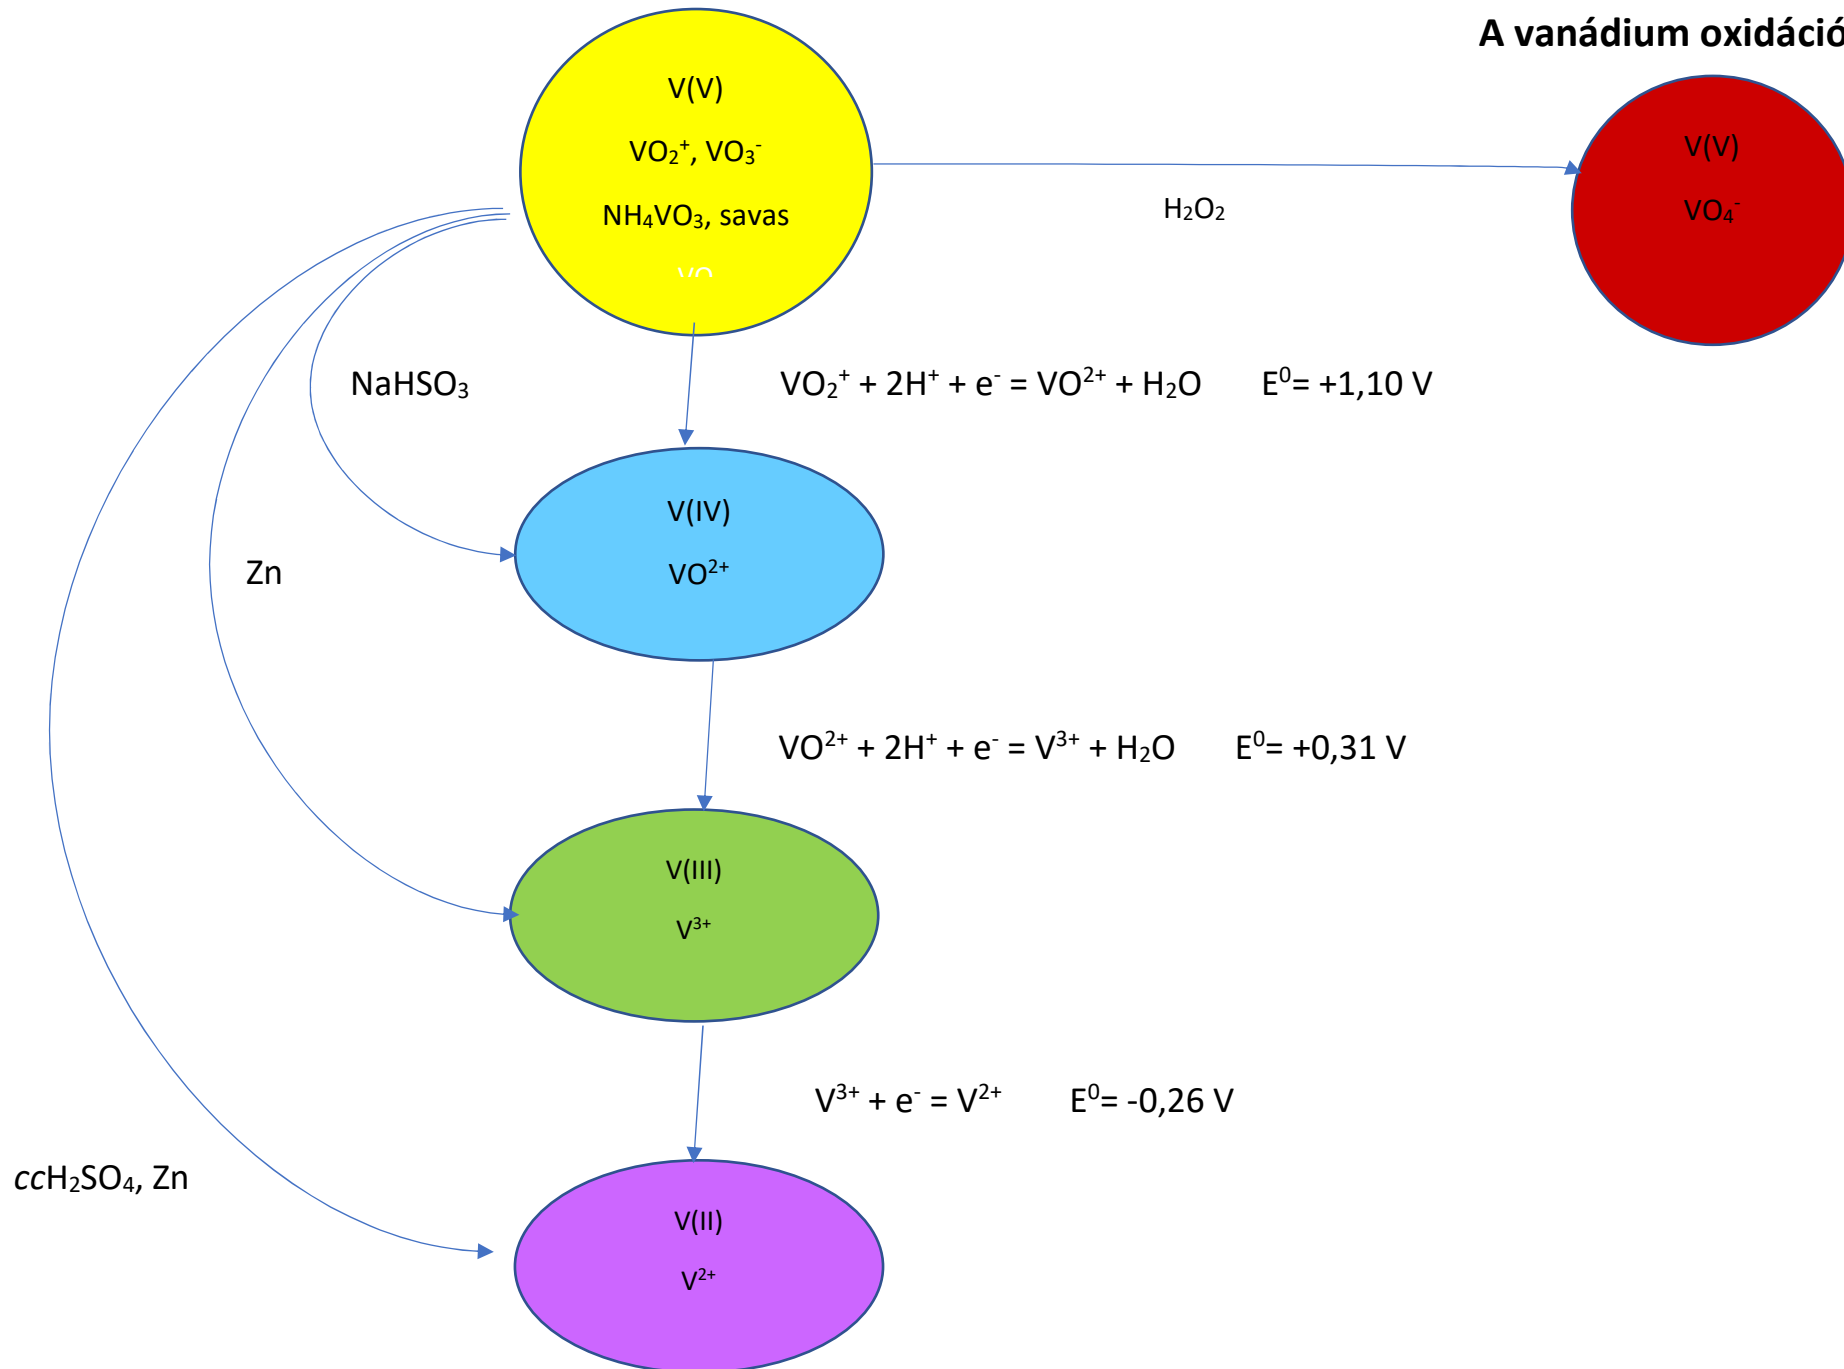 A vanádium oxidáció
V(V)
VO₂⁺, VO₃⁻
NH₄VO₃, savas
VO
V(V)
VO₄⁻
H₂O₂
NaHSO₃
VO₂⁺ + 2H⁺ + e⁻ = VO²⁺ + H₂O E⁰= +1,10 V
V(IV)
VO²⁺
Zn
VO²⁺ + 2H⁺ + e⁻ = V³⁺ + H₂O E⁰= +0,31 V
V(III)
V³⁺
V³⁺ + e⁻ = V²⁺ E⁰= -0,26 V
ccH₂SO₄, Zn
V(II)
V²⁺